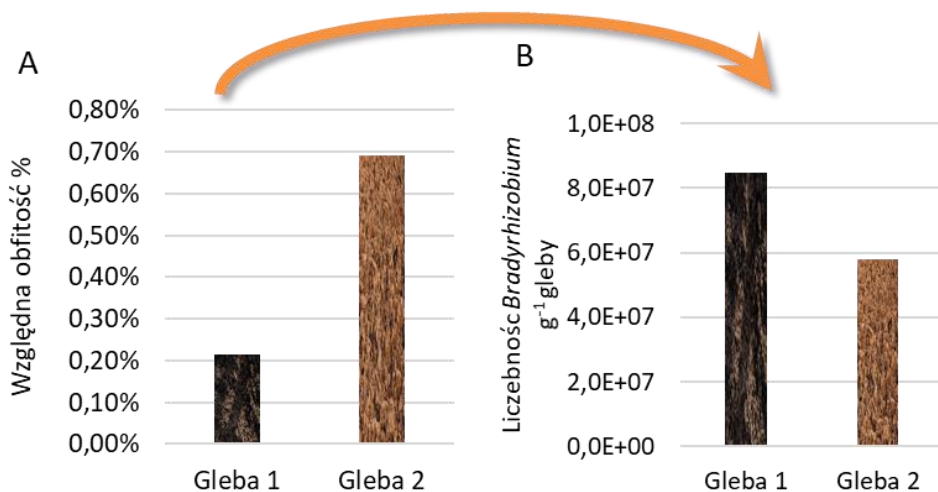 A
Względna obfitość %
0,80%
0,70%
0,60%
0,50%
0,40%
0,30%
0,20%
0,10%
0,00%
Gleba 1 Gleba 2
B
Liczebność Bradyrhizobium
g⁻¹ gleby
1,0E+08
8,0E+07
6,0E+07
4,0E+07
2,0E+07
0,0E+00
Gleba 1 Gleba 2